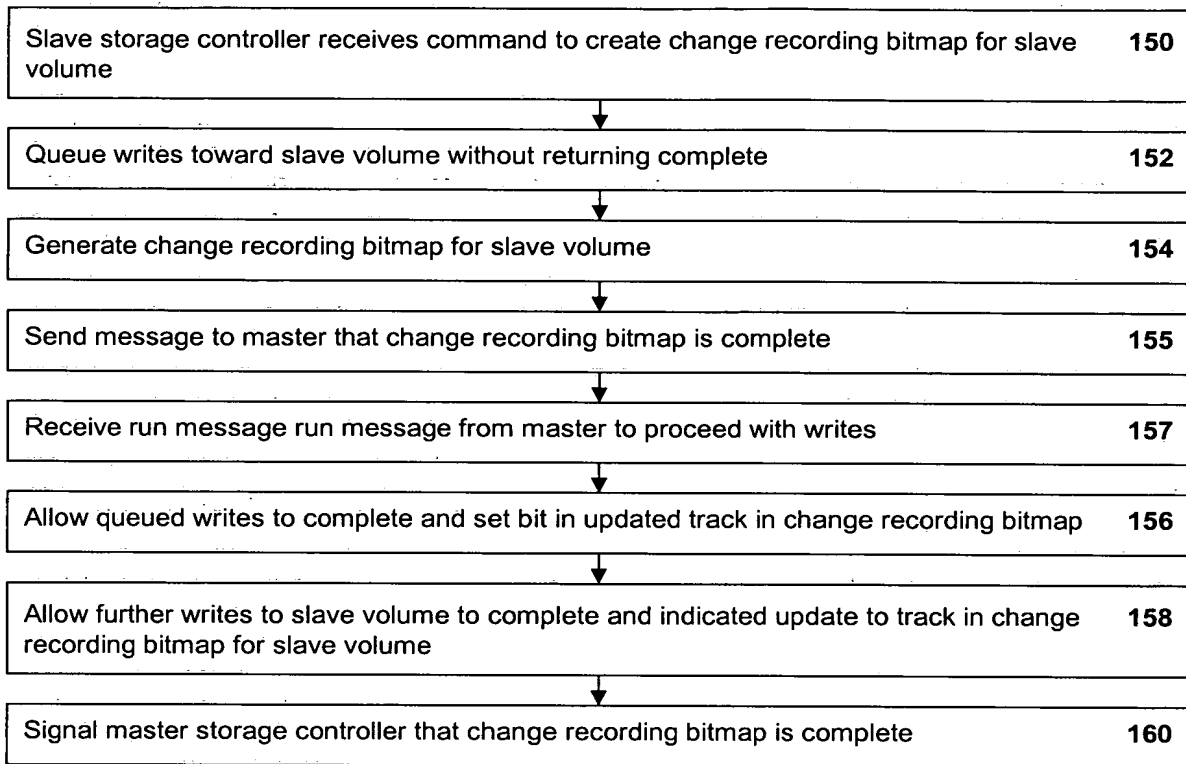 Slave storage controller receives command to create change recording bitmap for slave 150
volume
Queue writes toward slave volume without returning complete 152
Generate change recording bitmap for slave volume 154
Send message to master that change recording bitmap is complete 155
Receive run message run message from master to proceed with writes 157
Allow queued writes to complete and set bit in updated track in change recording bitmap 156
Allow further writes to slave volume to complete and indicated update to track in change 158
recording bitmap for slave volume
Signal master storage controller that change recording bitmap is complete 160